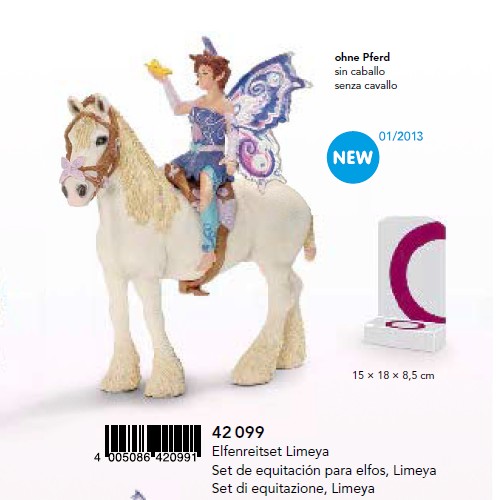 ohne Pferd
sin caballo
senza cavallo
01/2013
NEW
15 × 18 × 8,5 cm
42 099
4 005086 420991
Elfenreitset Limeya
Set de equitación para elfos, Limeya
Set di equitazione, Limeya